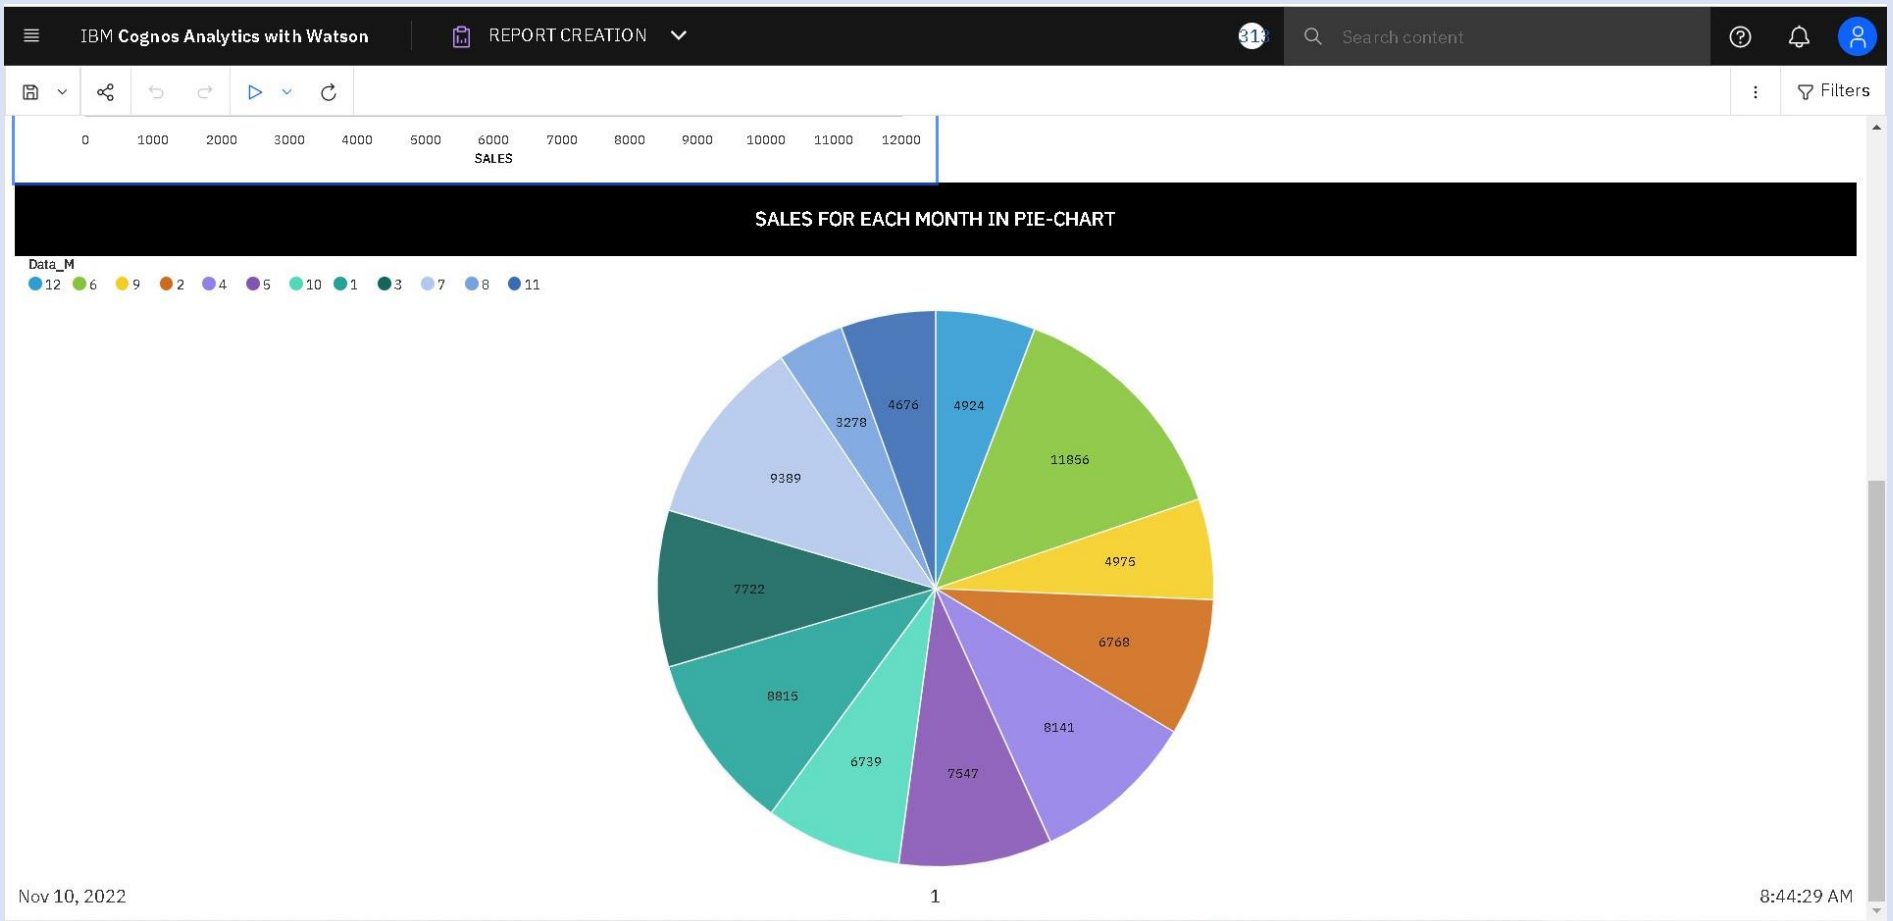 IBM Cognos Analytics with Watson
REPORT CREATION
313
Search content
Filters
0 1000 2000 3000 4000 5000 6000 7000 8000 9000 10000 11000 12000
SALES
SALES FOR EACH MONTH IN PIE-CHART
Data_M
12 6 9 2 4 5 10 1 3 7 8 11
4676 4924
3278
11856
9389
4975
7722
6768
8815
8141
6739
7547
Nov 10, 2022 1 8:44:29 AM